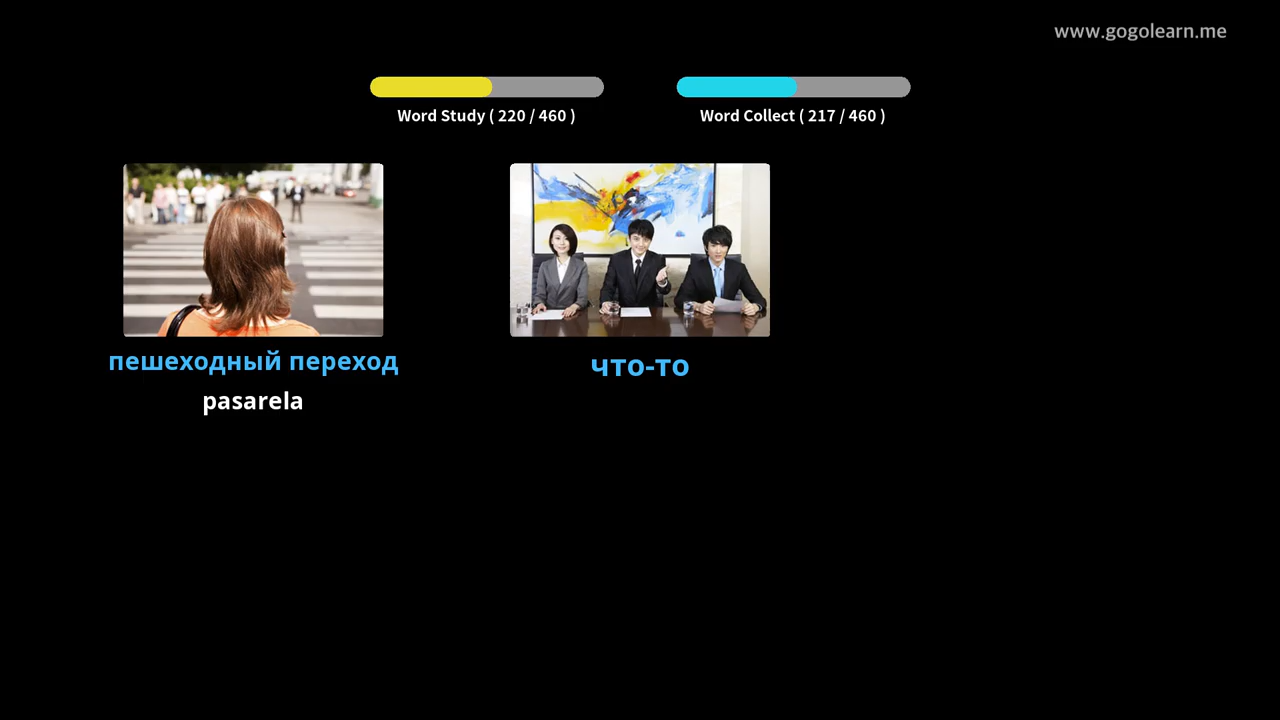 www.gogolearn.me
Word Study ( 220 / 460 )
Word Collect ( 217 / 460 )
пешеходный переход
pasarela
что-то